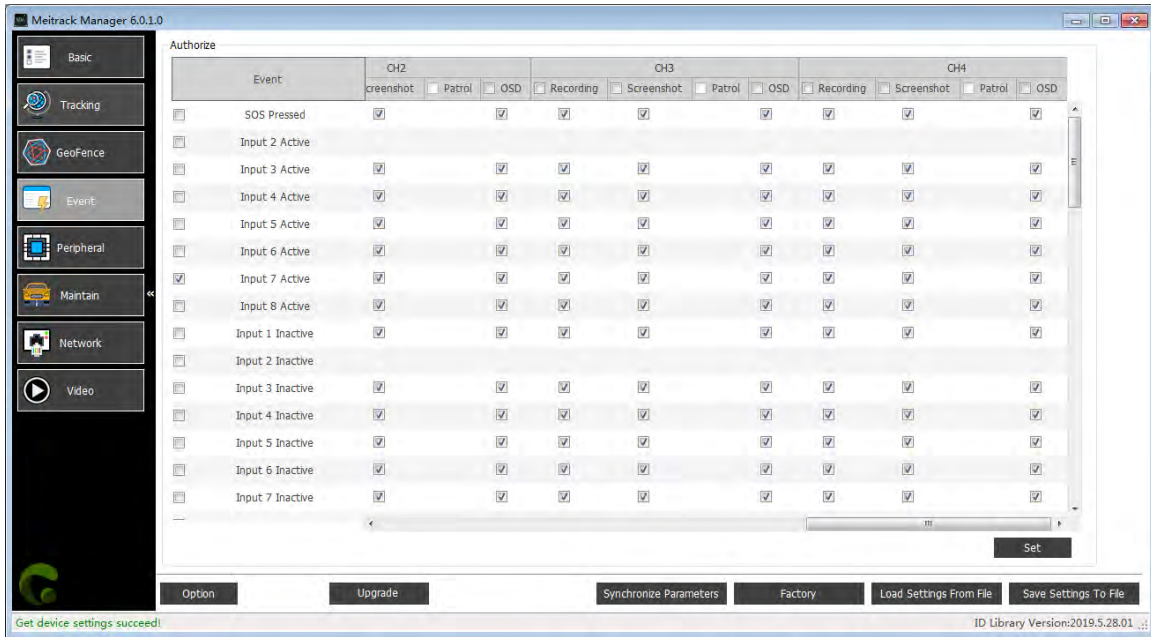 Meitrack Manager 6.0.1.0
Basic
Tracking
GeoFence
Event
Peripheral
Maintain
«
Network
Video
Authorize
Event
CH2
CH3
CH4
creenshot Patrol OSD Recording Screenshot Patrol OSD Recording Screenshot Patrol OSD
SOS Pressed
Input 2 Active
Input 3 Active
Input 4 Active
Input 5 Active
Input 6 Active
Input 7 Active
Input 8 Active
Input 1 Inactive
Input 2 Inactive
Input 3 Inactive
Input 4 Inactive
Input 5 Inactive
Input 6 Inactive
Input 7 Inactive
Set
Option Upgrade Synchronize Parameters Factory Load Settings From File Save Settings To File
Get device settings succeed! ID Library Version:2019.5.28.01